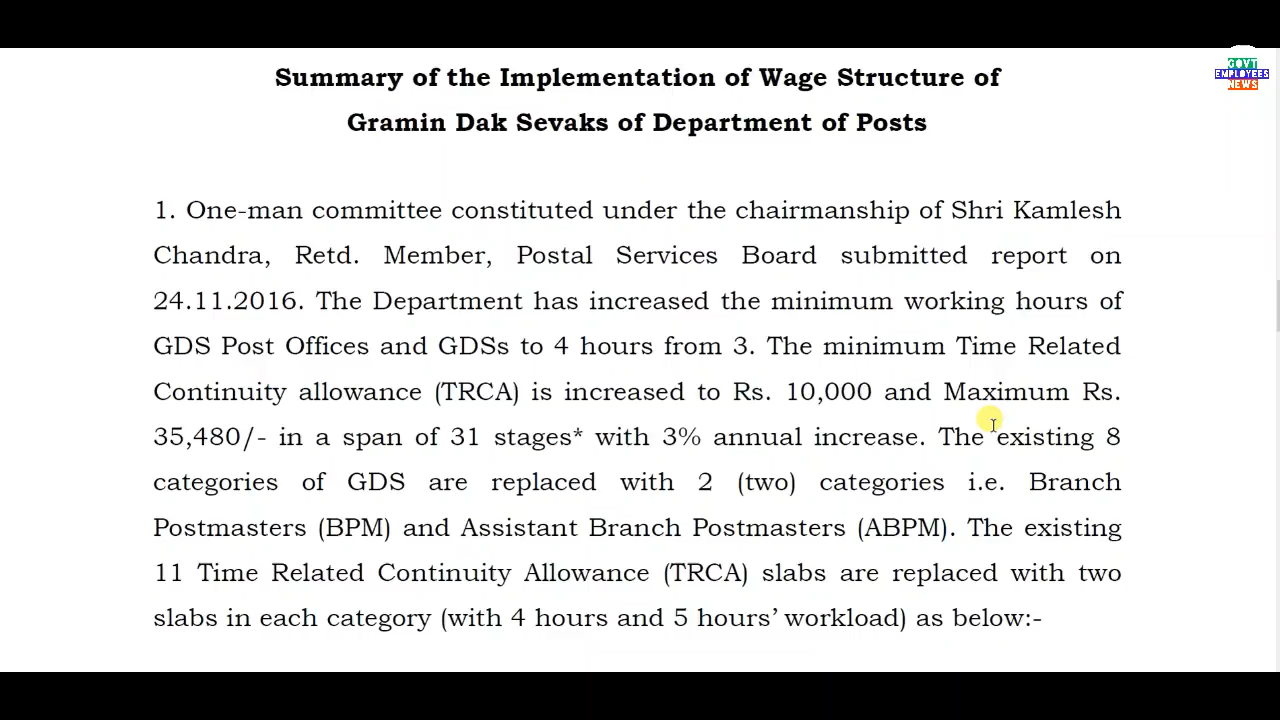 GOVT
EMPLOYEES
NEWS
Summary of the Implementation of Wage Structure of
Gramin Dak Sevaks of Department of Posts
1. One-man committee constituted under the chairmanship of Shri Kamlesh
Chandra, Retd. Member, Postal Services Board submitted report on
24.11.2016. The Department has increased the minimum working hours of
GDS Post Offices and GDSs to 4 hours from 3. The minimum Time Related
Continuity allowance (TRCA) is increased to Rs. 10,000 and Maximum Rs.
35,480/- in a span of 31 stages* with 3% annual increase. The existing 8
categories of GDS are replaced with 2 (two) categories i.e. Branch
Postmasters (BPM) and Assistant Branch Postmasters (ABPM). The existing
11 Time Related Continuity Allowance (TRCA) slabs are replaced with two
slabs in each category (with 4 hours and 5 hours’ workload) as below:-